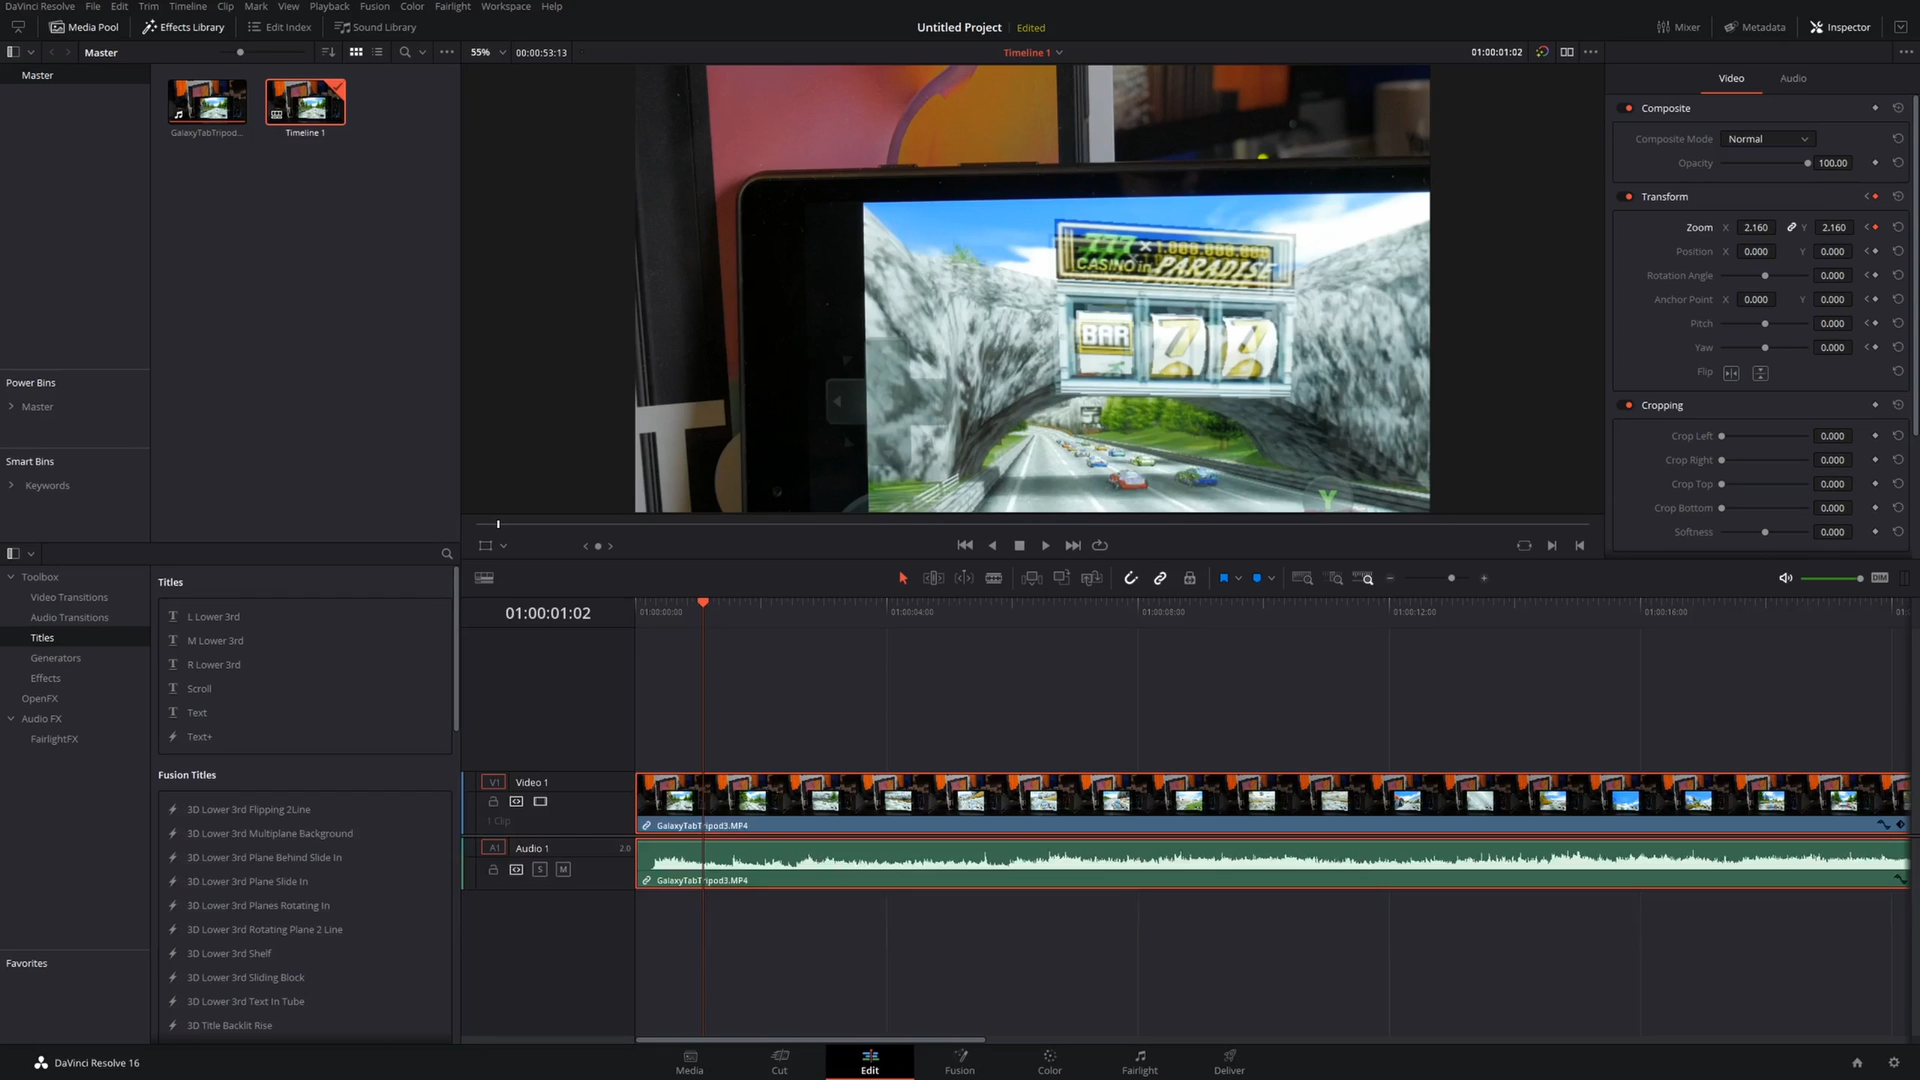 DaVinci Resolve File Edit Trim Timeline Clip Mark View Playback Fusion Color Fairlight Workspace Help
Media Pool Effects Library Edit Index Sound Library Untitled Project Edited Mixer Metadata Inspector
Master 55% 00:00:53:13 Timeline 1 01:00:01:02
Master
GalaxyTabTripod...
Timeline 1
Power Bins
Master
Smart Bins
Keywords
777 × 1.000.000.000
CASINO in PARADISE
BAR 7 7
Y
Video Audio
Composite
Composite Mode Normal
Opacity 100.00
Transform
Zoom X 2.160 Y 2.160
Position X 0.000 Y 0.000
Rotation Angle 0.000
Anchor Point X 0.000 Y 0.000
Pitch 0.000
Yaw 0.000
Flip
Cropping
Crop Left 0.000
Crop Right 0.000
Crop Top 0.000
Crop Bottom 0.000
Softness 0.000
Toolbox
Video Transitions
Audio Transitions
Titles
Generators
Effects
OpenFX
Audio FX
FairlightFX
Favorites
Titles
L Lower 3rd
M Lower 3rd
R Lower 3rd
Scroll
Text
Text+
Fusion Titles
3D Lower 3rd Flipping 2Line
3D Lower 3rd Multiplane Background
3D Lower 3rd Plane Behind Slide In
3D Lower 3rd Plane Slide In
3D Lower 3rd Planes Rotating In
3D Lower 3rd Rotating Plane 2 Line
3D Lower 3rd Shelf
3D Lower 3rd Sliding Block
3D Lower 3rd Text In Tube
3D Title Backlit Rise
DIM
01:00:01:02
01:00:00:00 01:00:04:00 01:00:08:00 01:00:12:00 01:00:16:00
V1 Video 1
1 Clip
GalaxyTabTripod3.MP4
A1 Audio 1 2.0
S M
GalaxyTabTripod3.MP4
DaVinci Resolve 16 Media Cut Edit Fusion Color Fairlight Deliver